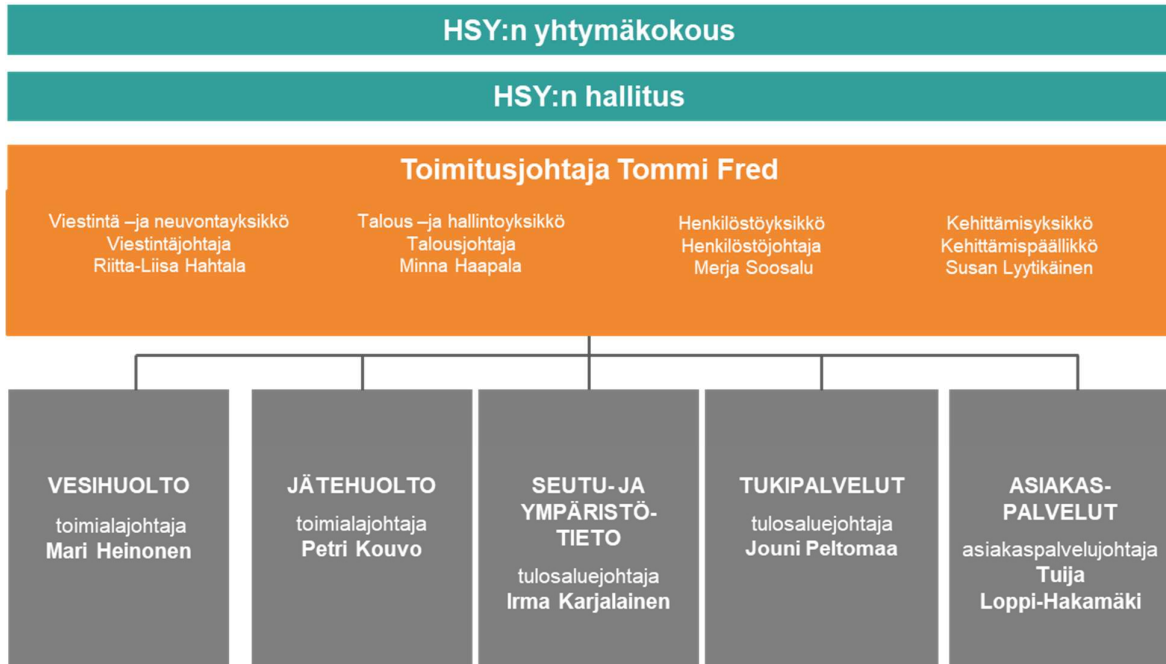 HSY:n yhtymäkokous
HSY:n hallitus
Toimitusjohtaja Tommi Fred
Viestintä –ja neuvontayksikkö
Viestintäjohtaja
Riitta-Liisa Hahtala
Talous –ja hallintoyksikkö
Talousjohtaja
Minna Haapala
Henkilöstöyksikkö
Henkilöstöjohtaja
Merja Soosalu
Kehittämisyksikkö
Kehittämispäällikkö
Susan Lyytikäinen
VESIHUOLTO
toimialajohtaja
Mari Heinonen
JÄTEHUOLTO
toimialajohtaja
Petri Kouvo
SEUTU- JA
YMPÄRISTÖ-
TIETO
tulosaluejohtaja
Irma Karjalainen
TUKIPALVELUT
tulosaluejohtaja
Jouni Peltomaa
ASIAKAS-
PALVELUT
asiakaspalvelujohtaja
Tuija
Loppi-Hakamäki